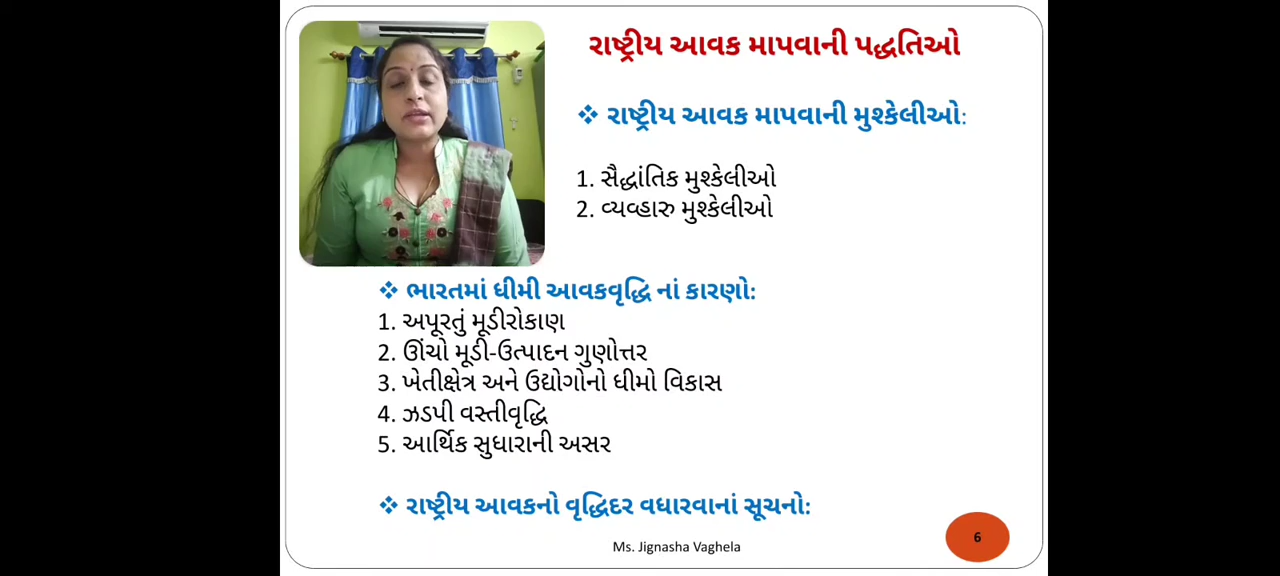 રાષ્ટ્રીય આવક માપવાની પદ્ધતિઓ
❖ રાષ્ટ્રીય આવક માપવાની મુશ્કેલીઓ:
1. સૈદ્ધાંતિક મુશ્કેલીઓ
2. વ્યવ્હારુ મુશ્કેલીઓ
❖ ભારતમાં ધીમી આવકવૃદ્ધિ નાં કારણો:
1. અપૂરતું મૂડીરોકાણ
2. ઊંચો મૂડી-ઉત્પાદન ગુણોત્તર
3. ખેતીક્ષેત્ર અને ઉદ્યોગોનો ધીમો વિકાસ
4. ઝડપી વસ્તીવૃદ્ધિ
5. આર્થિક સુધારાની અસર
❖ રાષ્ટ્રીય આવકનો વૃદ્ધિદર વધારવાનાં સૂચનો:
Ms. Jignasha Vaghela
6